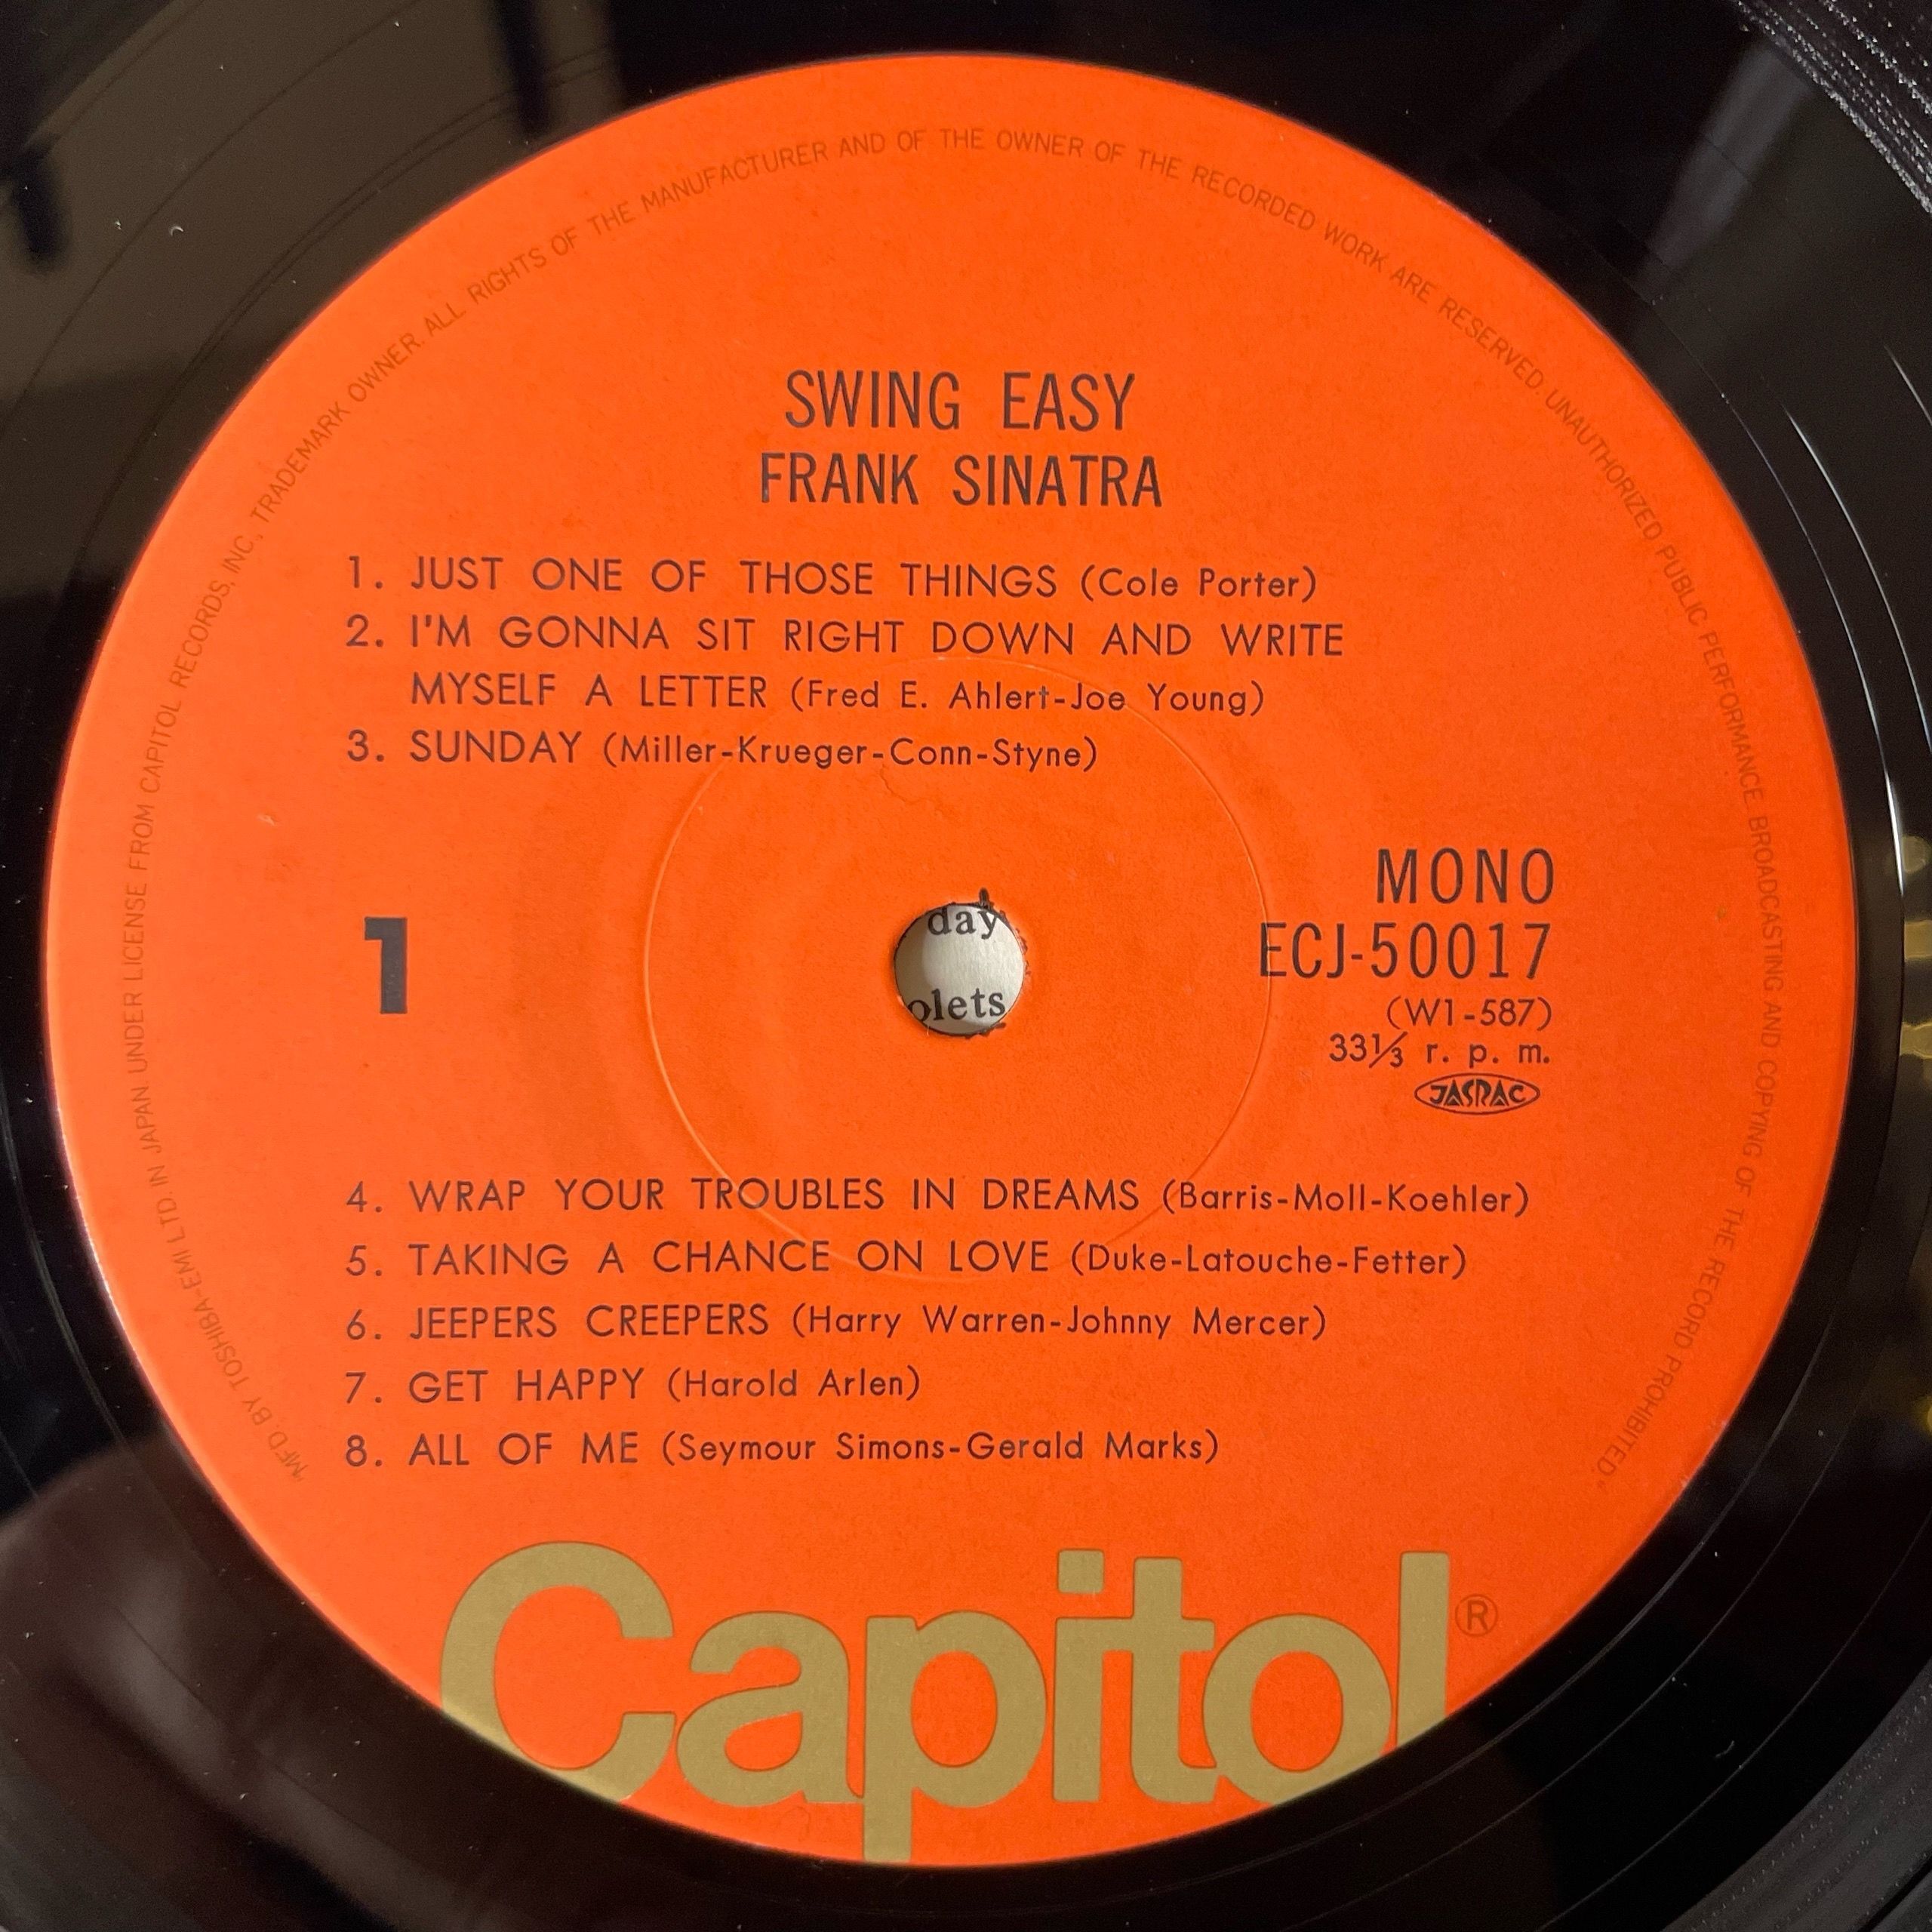 "MFD. BY TOSHIBA-EMI LTD. IN JAPAN UNDER LICENSE FROM CAPITOL RECORDS, INC., TRADEMARK OWNER. ALL RIGHTS OF THE MANUFACTURER AND OF THE OWNER OF THE RECORDED WORK ARE RESERVED. UNAUTHORIZED PUBLIC PERFORMANCE BROADCASTING AND COPYING OF THE RECORD PROHIBITED."
SWING EASY
FRANK SINATRA
1. JUST ONE OF THOSE THINGS (Cole Porter)
2. I'M GONNA SIT RIGHT DOWN AND WRITE
MYSELF A LETTER (Fred E. Ahlert-Joe Young)
3. SUNDAY (Miller-Krueger-Conn-Styne)
MONO
1
day
ECJ-50017
olets
(W1-587)
33⅓ r. p. m.
JASRAC
4. WRAP YOUR TROUBLES IN DREAMS (Barris-Moll-Koehler)
5. TAKING A CHANCE ON LOVE (Duke-Latouche-Fetter)
6. JEEPERS CREEPERS (Harry Warren-Johnny Mercer)
7. GET HAPPY (Harold Arlen)
8. ALL OF ME (Seymour Simons-Gerald Marks)
Capitol®